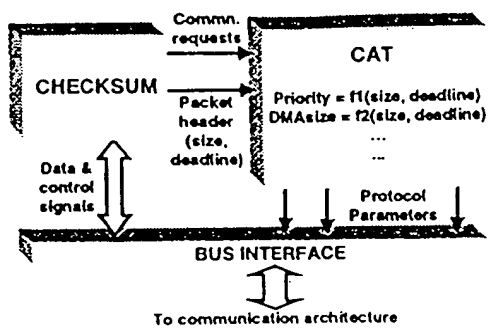 Commn.
requests
CAT
CHECKSUM
Packet
header
(size,
deadline)
Priority = f1(size, deadline)
DMAsize = f2(size, deadline)
...
...
Data &
control
signals
Protocol
Parameters
BUS INTERFACE
To communication architecture